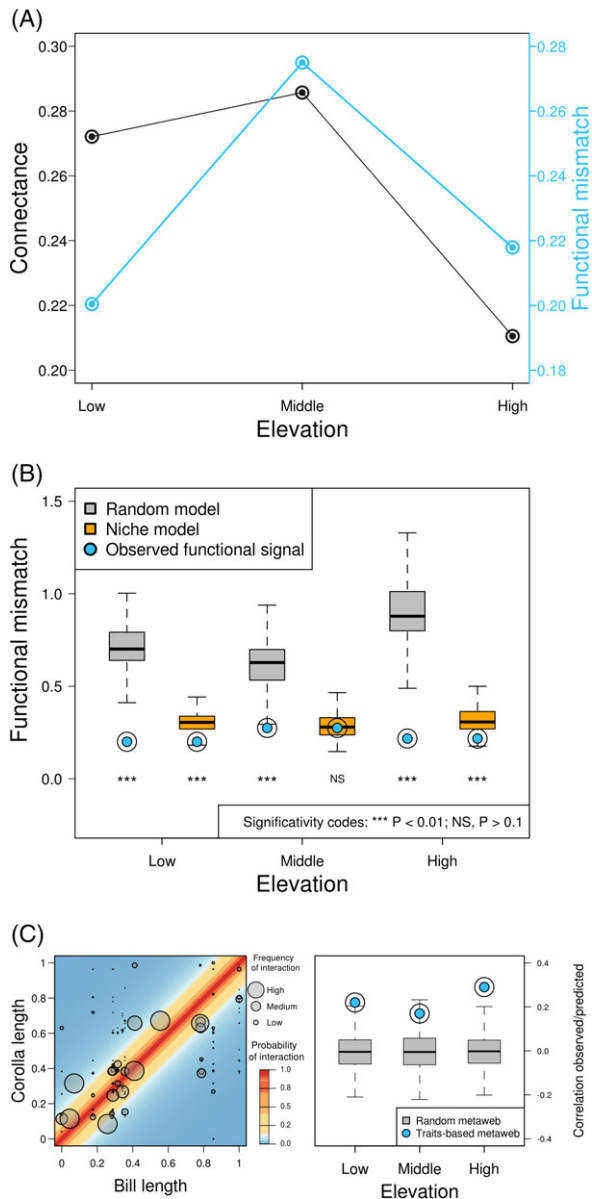 (A)
0.30
0.28
0.26
0.24
0.22
0.20
Connectance
0.28
0.26
0.24
0.22
0.20
0.18
Functional mismatch
Low Middle High
Elevation
(B)
1.5
1.0
0.5
0.0
Functional mismatch
Random model
Niche model
Observed functional signal
*** *** *** NS *** ***
Significativity codes: *** P < 0.01; NS, P > 0.1
Low Middle High
Elevation
(C)
1
0.8
0.6
0.4
0.2
0
Corolla length
0 0.2 0.4 0.6 0.8 1
Bill length
Frequency
of interaction
High
Medium
Low
Probability
of interaction
1.0
0.8
0.6
0.4
0.2
0.0
0.4
0.2
0.0
-0.2
-0.4
Correlation observed/predicted
Random metaweb
Traits-based metaweb
Low Middle High
Elevation